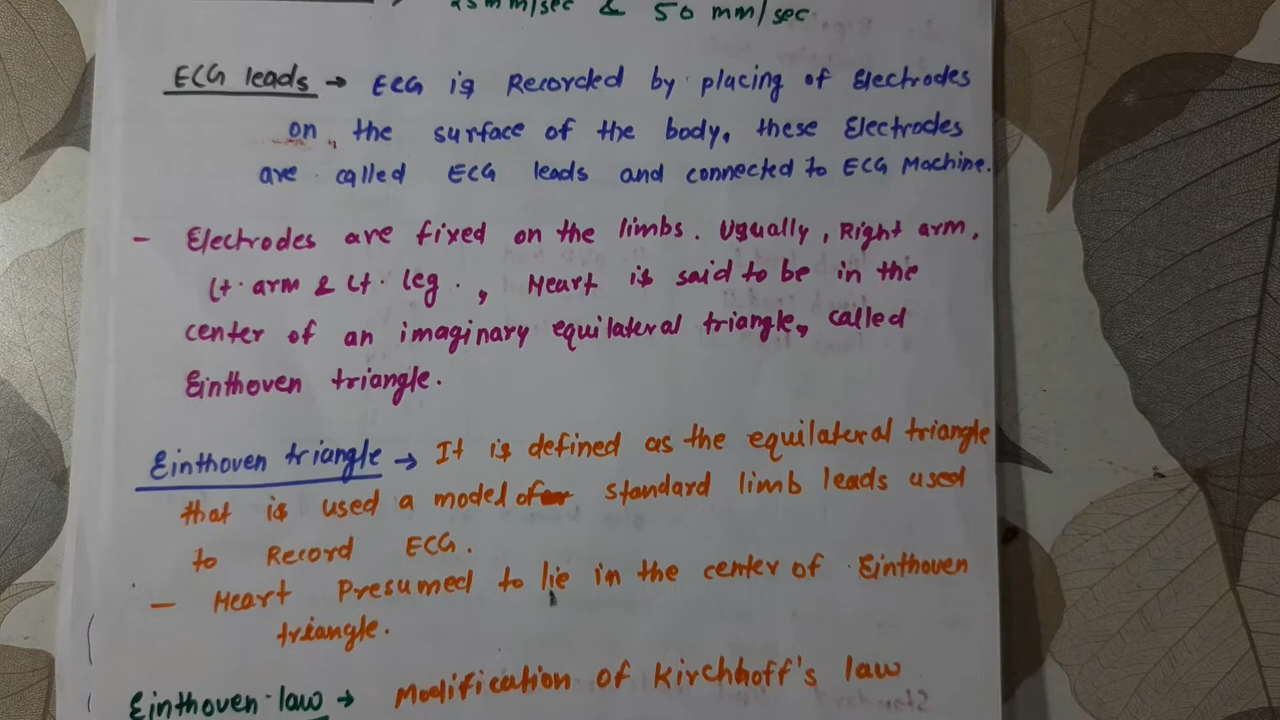 25 mm/sec & 50 mm/sec
ECG leads → ECG is Recorded by placing of Electrodes
on the surface of the body, these Electrodes
are called ECG leads and connected to ECG Machine.
- Electrodes are fixed on the limbs. Usually, Right arm,
Lt. arm & Lt. leg., Heart is said to be in the
center of an imaginary equilateral triangle, called
Einthoven triangle.
Einthoven triangle → It is defined as the equilateral triangle
that is used a model of standard limb leads used
to Record ECG.
- Heart Presumed to lie in the center of Einthoven
triangle.
Einthoven law → Modification of Kirchhoff's law